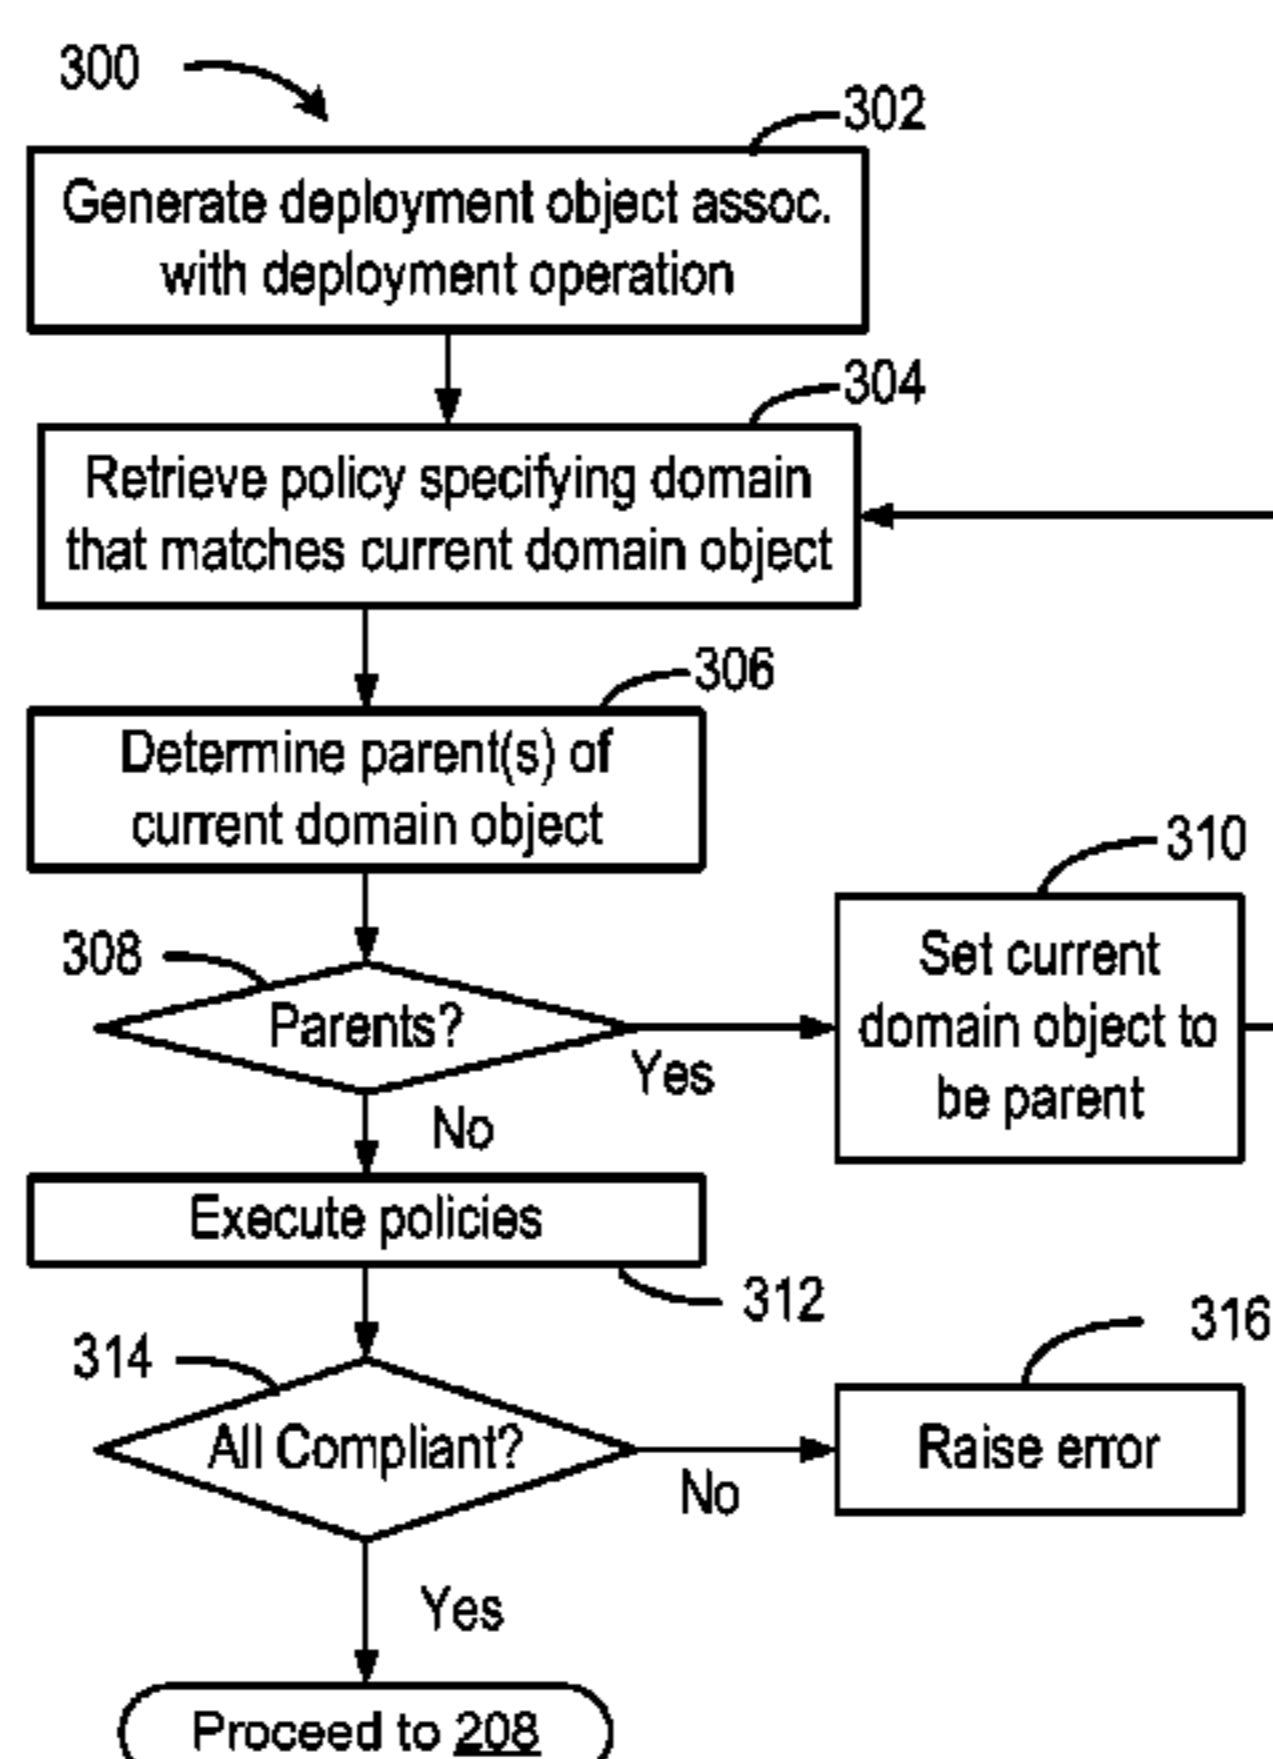 300
302
Generate deployment object assoc.
with deployment operation
304
Retrieve policy specifying domain
that matches current domain object
306
Determine parent(s) of
current domain object
308
Parents?
Yes
No
310
Set current
domain object to
be parent
Execute policies
312
314
All Compliant?
No
Yes
316
Raise error
Proceed to 208